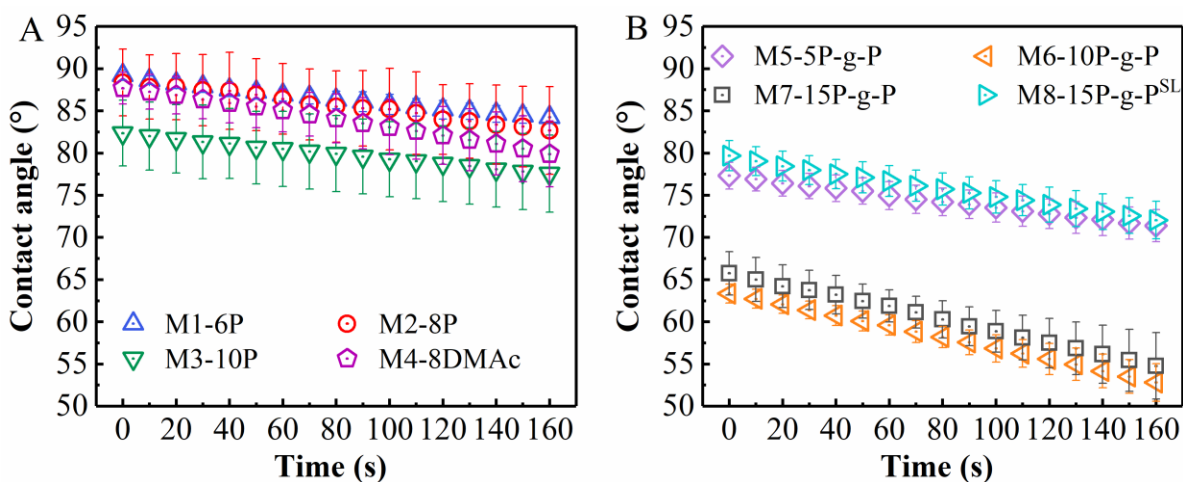 A
Contact angle (°)
95
90
85
80
75
70
65
60
55
50
M1-6P
M2-8P
M3-10P
M4-8DMAc
0 20 40 60 80 100 120 140 160
Time (s)
B
Contact angle (°)
95
90
85
80
75
70
65
60
55
50
M5-5P-g-P
M6-10P-g-P
M7-15P-g-P
M8-15P-g-P^SL
0 20 40 60 80 100 120 140 160
Time (s)